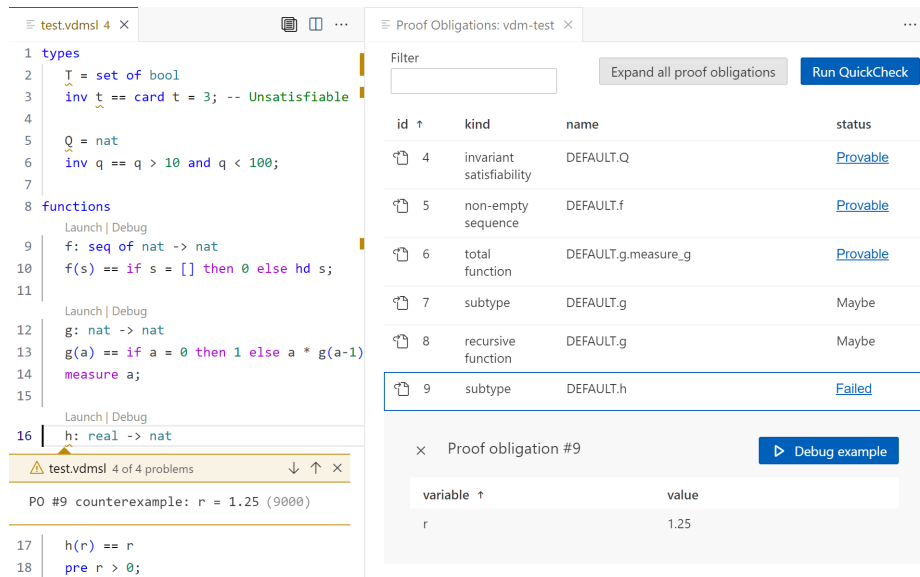 test.vdmsl 4
1 types
2 T = set of bool
3 inv t == card t = 3; -- Unsatisfiable
4
5 Q = nat
6 inv q == q > 10 and q < 100;
7
8 functions
Launch | Debug
9 f: seq of nat -> nat
10 f(s) == if s = [] then 0 else hd s;
11
Launch | Debug
12 g: nat -> nat
13 g(a) == if a = 0 then 1 else a * g(a-1)
14 measure a;
15
Launch | Debug
16 h: real -> nat
test.vdmsl 4 of 4 problems
PO #9 counterexample: r = 1.25 (9000)
17 h(r) == r
18 pre r > 0;
Proof Obligations: vdm-test
Filter
Expand all proof obligations
Run QuickCheck
id ↑ kind name status
4 invariant satisfiability DEFAULT.Q Provable
5 non-empty sequence DEFAULT.f Provable
6 total function DEFAULT.g.measure_g Provable
7 subtype DEFAULT.g Maybe
8 recursive function DEFAULT.g Maybe
9 subtype DEFAULT.h Failed
Proof obligation #9
Debug example
variable ↑ value
r 1.25